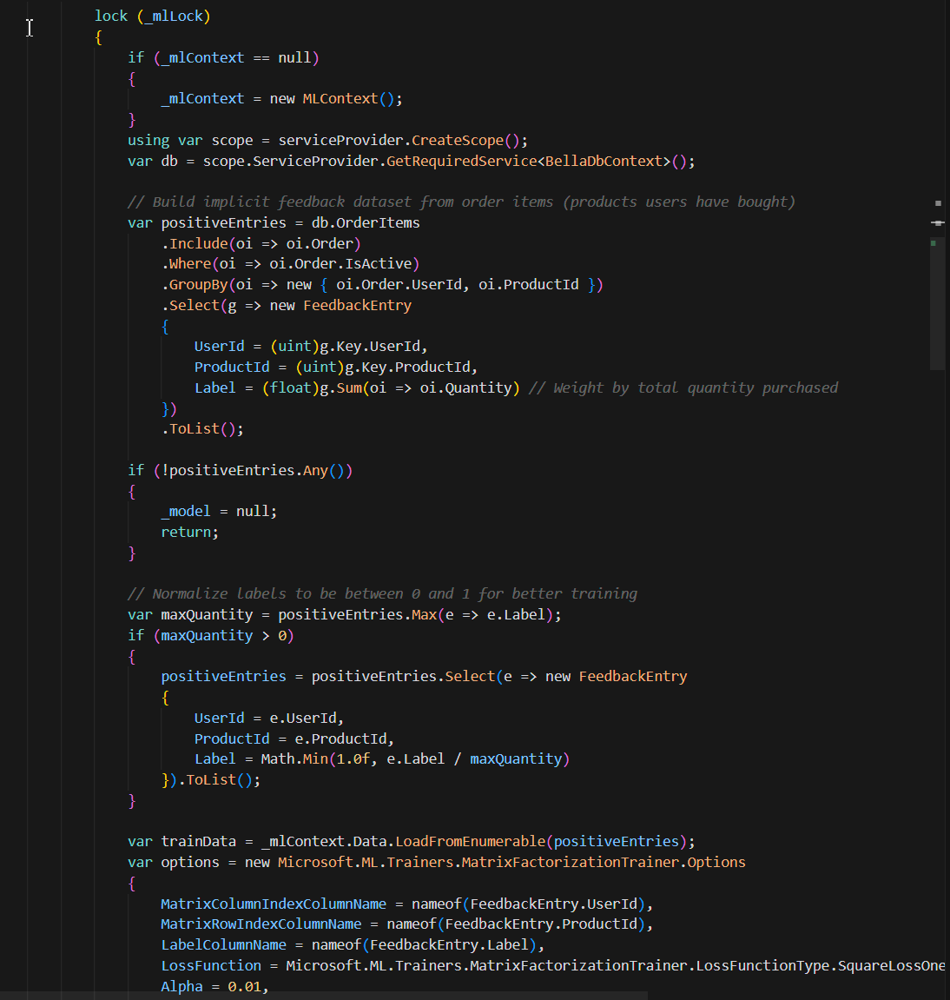 lock (_mlLock)
{
if (_mlContext == null)
{
_mlContext = new MLContext();
}
using var scope = serviceProvider.CreateScope();
var db = scope.ServiceProvider.GetRequiredService<BellaDbContext>();
// Build implicit feedback dataset from order items (products users have bought)
var positiveEntries = db.OrderItems
.Include(oi => oi.Order)
.Where(oi => oi.Order.IsActive)
.GroupBy(oi => new { oi.Order.UserId, oi.ProductId })
.Select(g => new FeedbackEntry
{
UserId = (uint)g.Key.UserId,
ProductId = (uint)g.Key.ProductId,
Label = (float)g.Sum(oi => oi.Quantity) // Weight by total quantity purchased
})
.ToList();
if (!positiveEntries.Any())
{
_model = null;
return;
}
// Normalize labels to be between 0 and 1 for better training
var maxQuantity = positiveEntries.Max(e => e.Label);
if (maxQuantity > 0)
{
positiveEntries = positiveEntries.Select(e => new FeedbackEntry
{
UserId = e.UserId,
ProductId = e.ProductId,
Label = Math.Min(1.0f, e.Label / maxQuantity)
}).ToList();
}
var trainData = _mlContext.Data.LoadFromEnumerable(positiveEntries);
var options = new Microsoft.ML.Trainers.MatrixFactorizationTrainer.Options
{
MatrixColumnIndexColumnName = nameof(FeedbackEntry.UserId),
MatrixRowIndexColumnName = nameof(FeedbackEntry.ProductId),
LabelColumnName = nameof(FeedbackEntry.Label),
LossFunction = Microsoft.ML.Trainers.MatrixFactorizationTrainer.LossFunctionType.SquareLossOne
Alpha = 0.01,